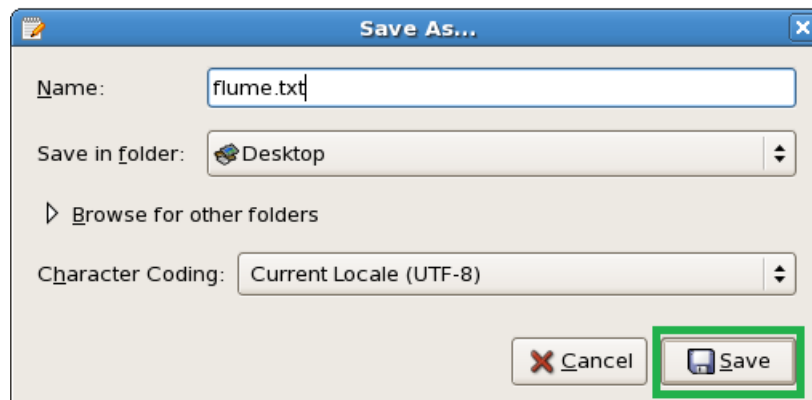 Save As...
Name: flume.txt
Save in folder: Desktop
Browse for other folders
Character Coding: Current Locale (UTF-8)
Cancel Save